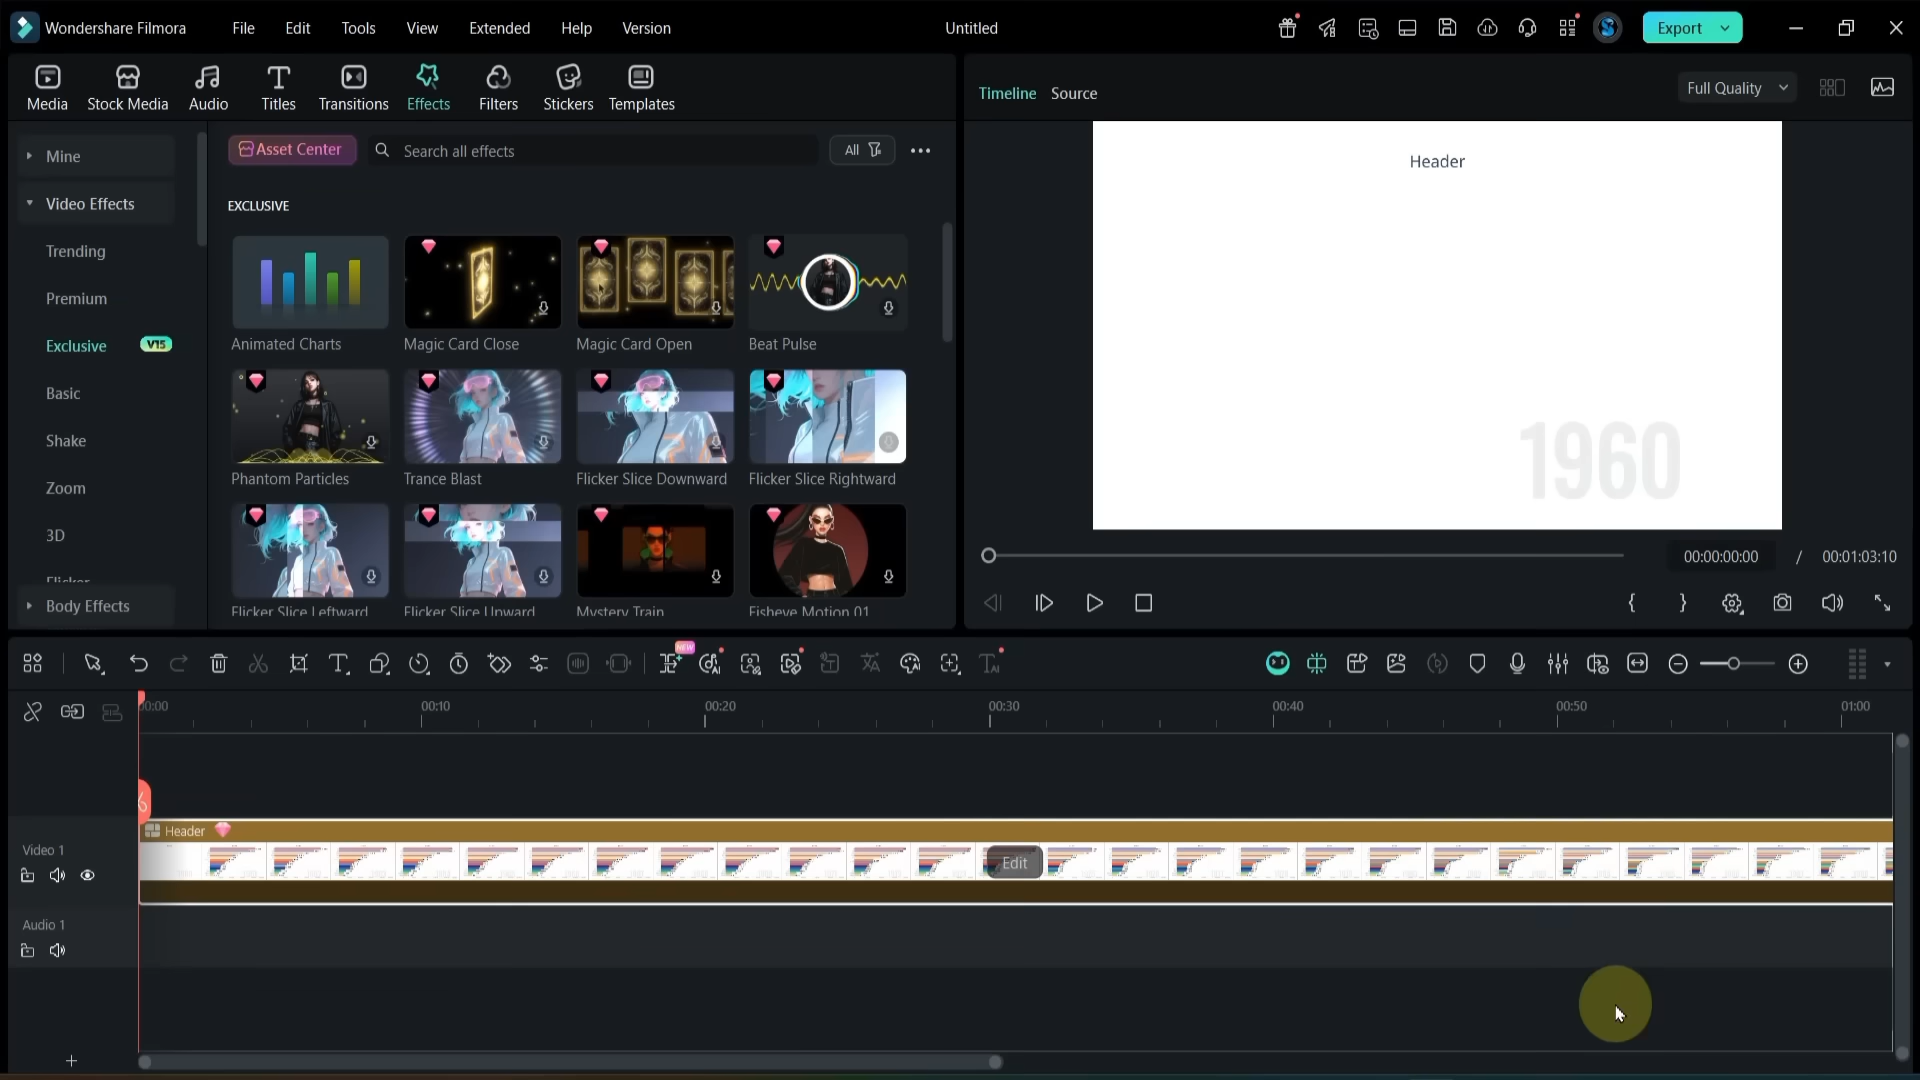 Wondershare Filmora File Edit Tools View Extended Help Version Untitled Export
Media Stock Media Audio Titles Transitions Effects Filters Stickers Templates
Timeline Source Full Quality
Mine
Video Effects
Trending
Premium
Exclusive V15
Basic
Shake
Zoom
3D
Flicker
Body Effects
Asset Center Search all effects All
EXCLUSIVE
Animated Charts Magic Card Close Magic Card Open Beat Pulse
Phantom Particles Trance Blast Flicker Slice Downward Flicker Slice Rightward
Flicker Slice Leftward Flicker Slice Upward Mystery Train Fisheye Motion 01
Header
1960
00:00:00:00 / 00:01:03:10
NEW
00:00 00:10 00:20 00:30 00:40 00:50 01:00
Header
Video 1
Edit
Audio 1